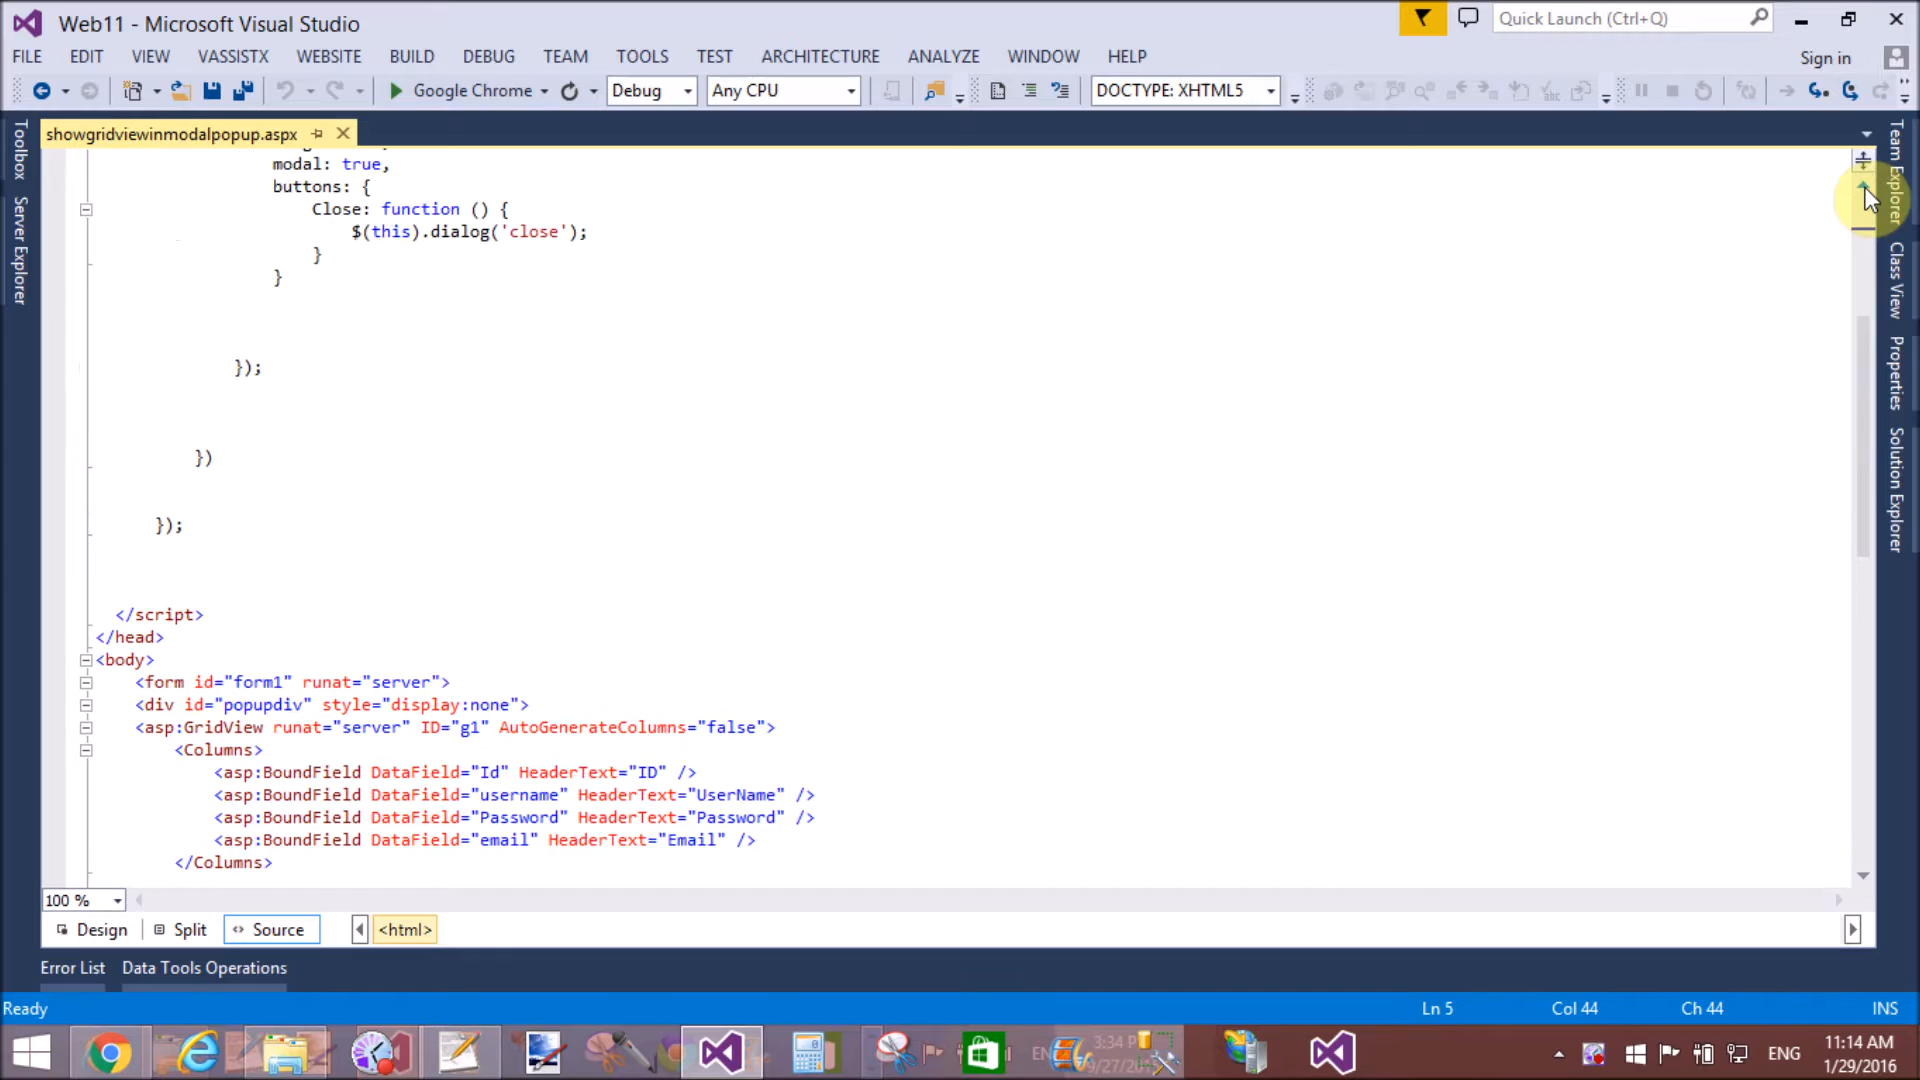 Web11 - Microsoft Visual Studio
Quick Launch (Ctrl+Q)
FILE EDIT VIEW VASSISTX WEBSITE BUILD DEBUG TEAM TOOLS TEST ARCHITECTURE ANALYZE WINDOW HELP
Sign in
Google Chrome Debug Any CPU DOCTYPE: XHTML5
showgridviewinmodalpopup.aspx
Toolbox
Server Explorer
Team Explorer
Class View
Properties
Solution Explorer
modal: true,
buttons: {
Close: function () {
$(this).dialog('close');
}
}
});
})
});
</script>
</head>
<body>
<form id="form1" runat="server">
<div id="popupdiv" style="display:none">
<asp:GridView runat="server" ID="g1" AutoGenerateColumns="false">
<Columns>
<asp:BoundField DataField="Id" HeaderText="ID" />
<asp:BoundField DataField="username" HeaderText="UserName" />
<asp:BoundField DataField="Password" HeaderText="Password" />
<asp:BoundField DataField="email" HeaderText="Email" />
</Columns>
100 %
Design Split Source <html>
Error List Data Tools Operations
Ready Ln 5 Col 44 Ch 44 INS
3:34 P
ENG
11:14 AM
1/29/2016